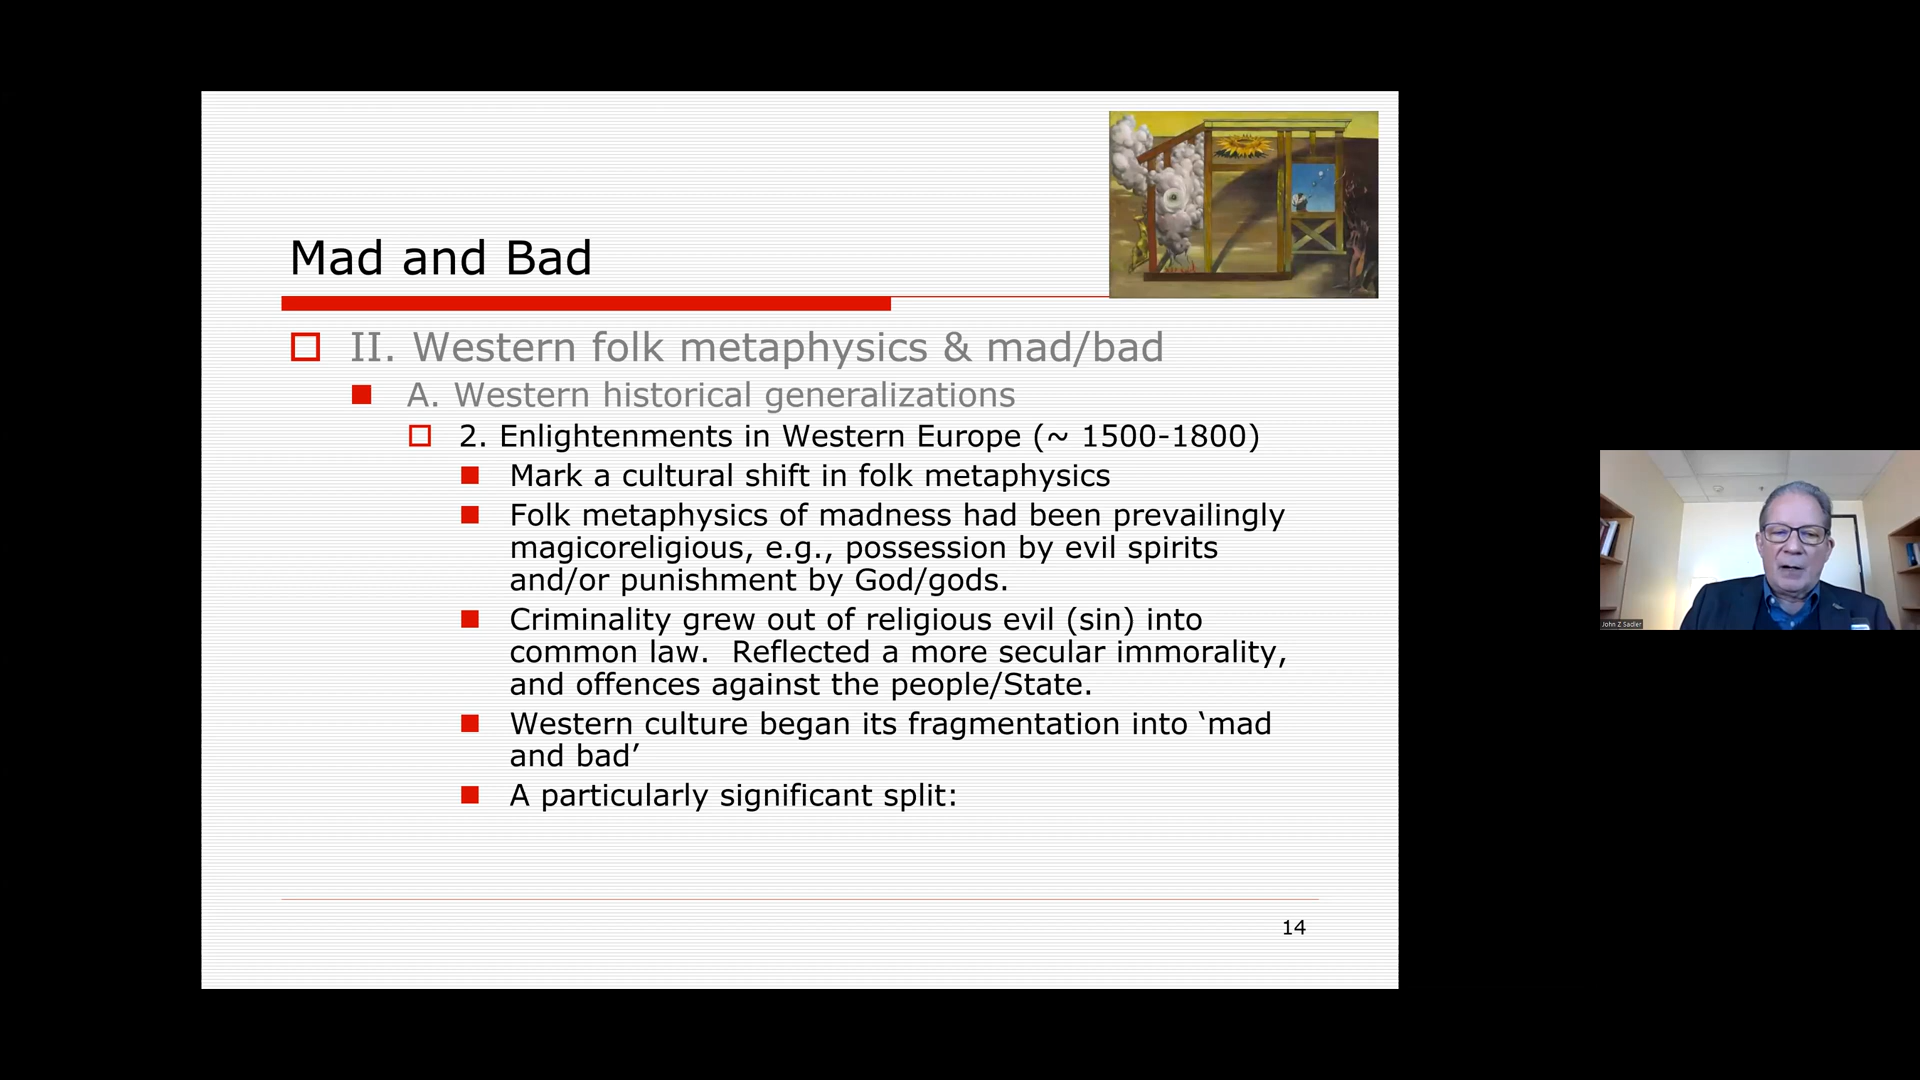 Mad and Bad
II. Western folk metaphysics & mad/bad
A. Western historical generalizations
2. Enlightenments in Western Europe (~ 1500-1800)
Mark a cultural shift in folk metaphysics
Folk metaphysics of madness had been prevailingly
magicoreligious, e.g., possession by evil spirits
and/or punishment by God/gods.
Criminality grew out of religious evil (sin) into
common law.  Reflected a more secular immorality,
and offences against the people/State.
Western culture began its fragmentation into ‘mad
and bad’
A particularly significant split:
14
John Z Sadler